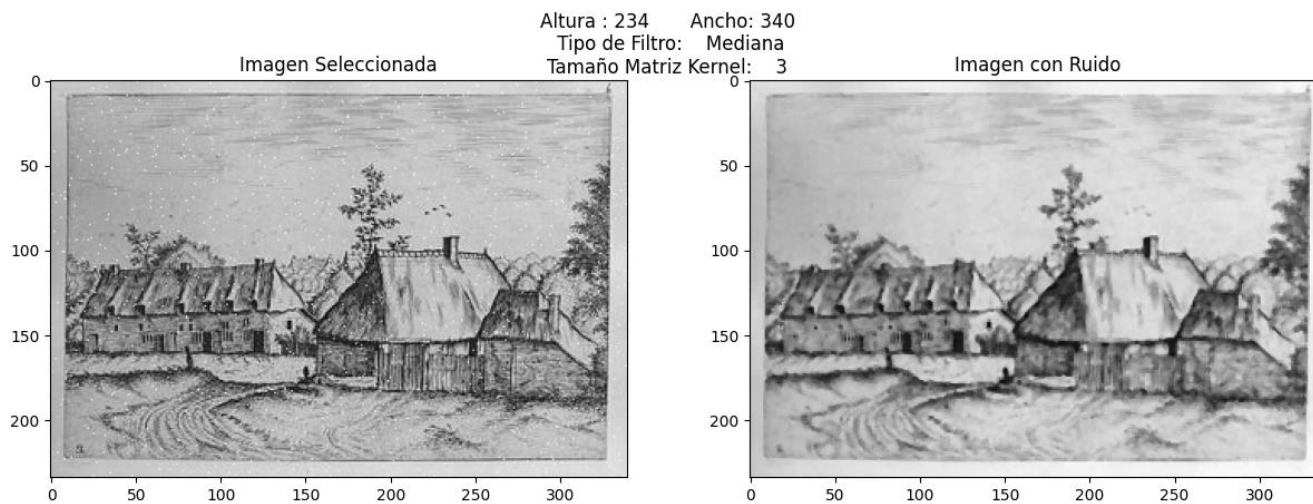 Altura : 234 Ancho: 340
Tipo de Filtro: Mediana
Tamaño Matriz Kernel: 3
Imagen Seleccionada
Imagen con Ruido
0
50
100
150
200
0 50 100 150 200 250 300
0
50
100
150
200
0 50 100 150 200 250 300